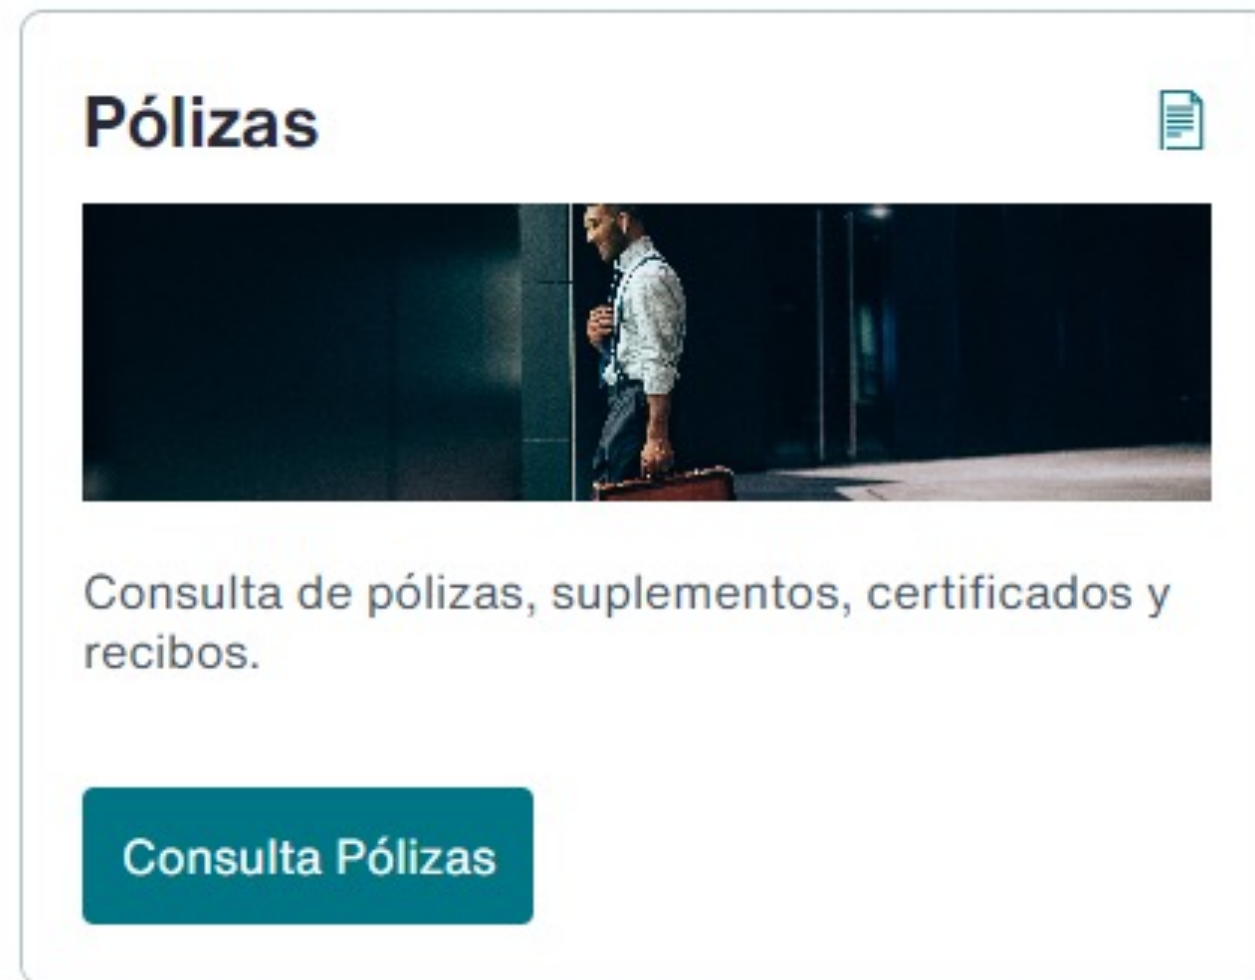 Pólizas
Consulta de pólizas, suplementos, certificados y
recibos.
Consulta Pólizas